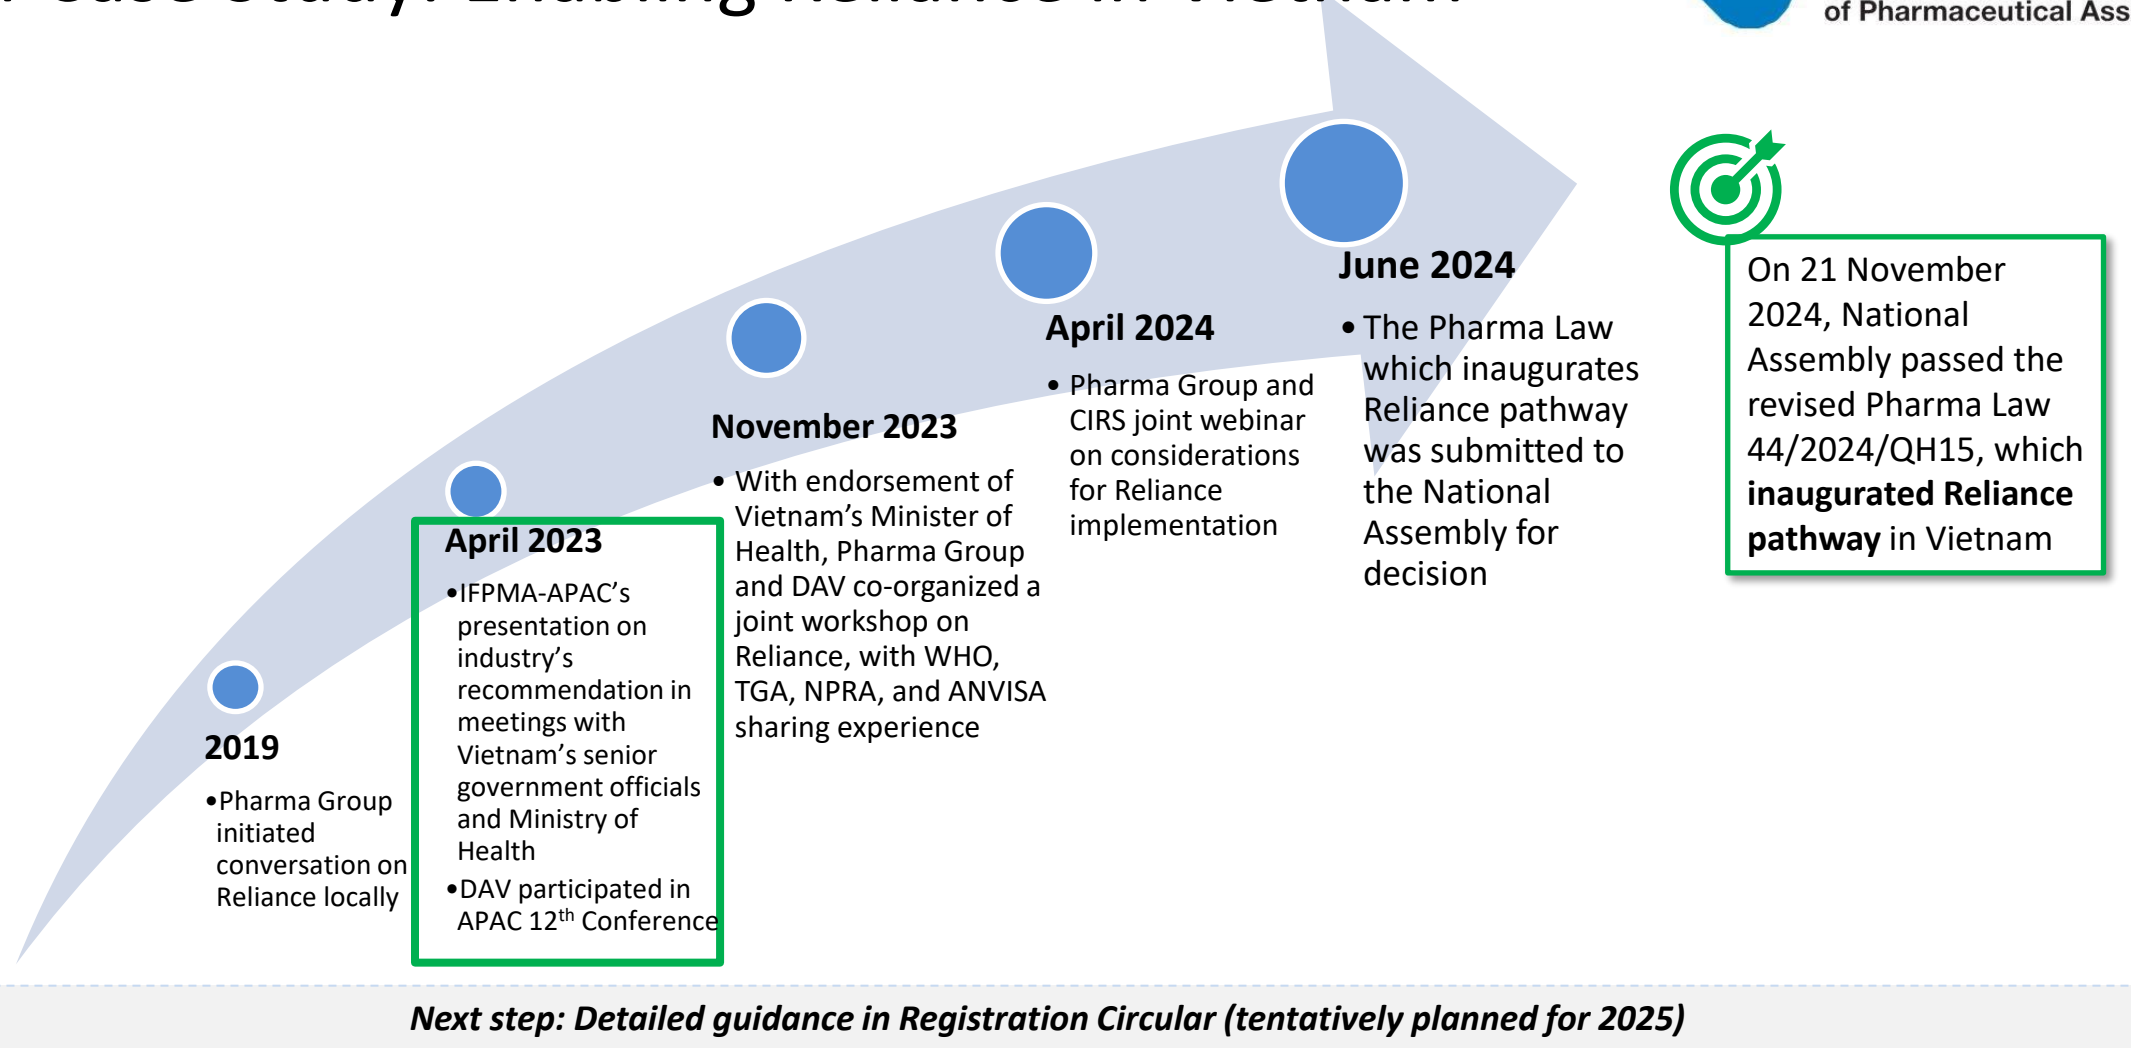 Case Study: Enabling Reliance in Vietnam
of Pharmaceutical Ass
2019
•Pharma Group
initiated
conversation on
Reliance locally
April 2023
•IFPMA-APAC’s
presentation on
industry’s
recommendation in
meetings with
Vietnam’s senior
government officials
and Ministry of
Health
•DAV participated in
APAC 12th Conference
November 2023
• With endorsement of
Vietnam’s Minister of
Health, Pharma Group
and DAV co-organized a
joint workshop on
Reliance, with WHO,
TGA, NPRA, and ANVISA
sharing experience
April 2024
• Pharma Group and
CIRS joint webinar
on considerations
for Reliance
implementation
June 2024
• The Pharma Law
which inaugurates
Reliance pathway
was submitted to
the National
Assembly for
decision
On 21 November
2024, National
Assembly passed the
revised Pharma Law
44/2024/QH15, which
inaugurated Reliance
pathway in Vietnam
Next step: Detailed guidance in Registration Circular (tentatively planned for 2025)